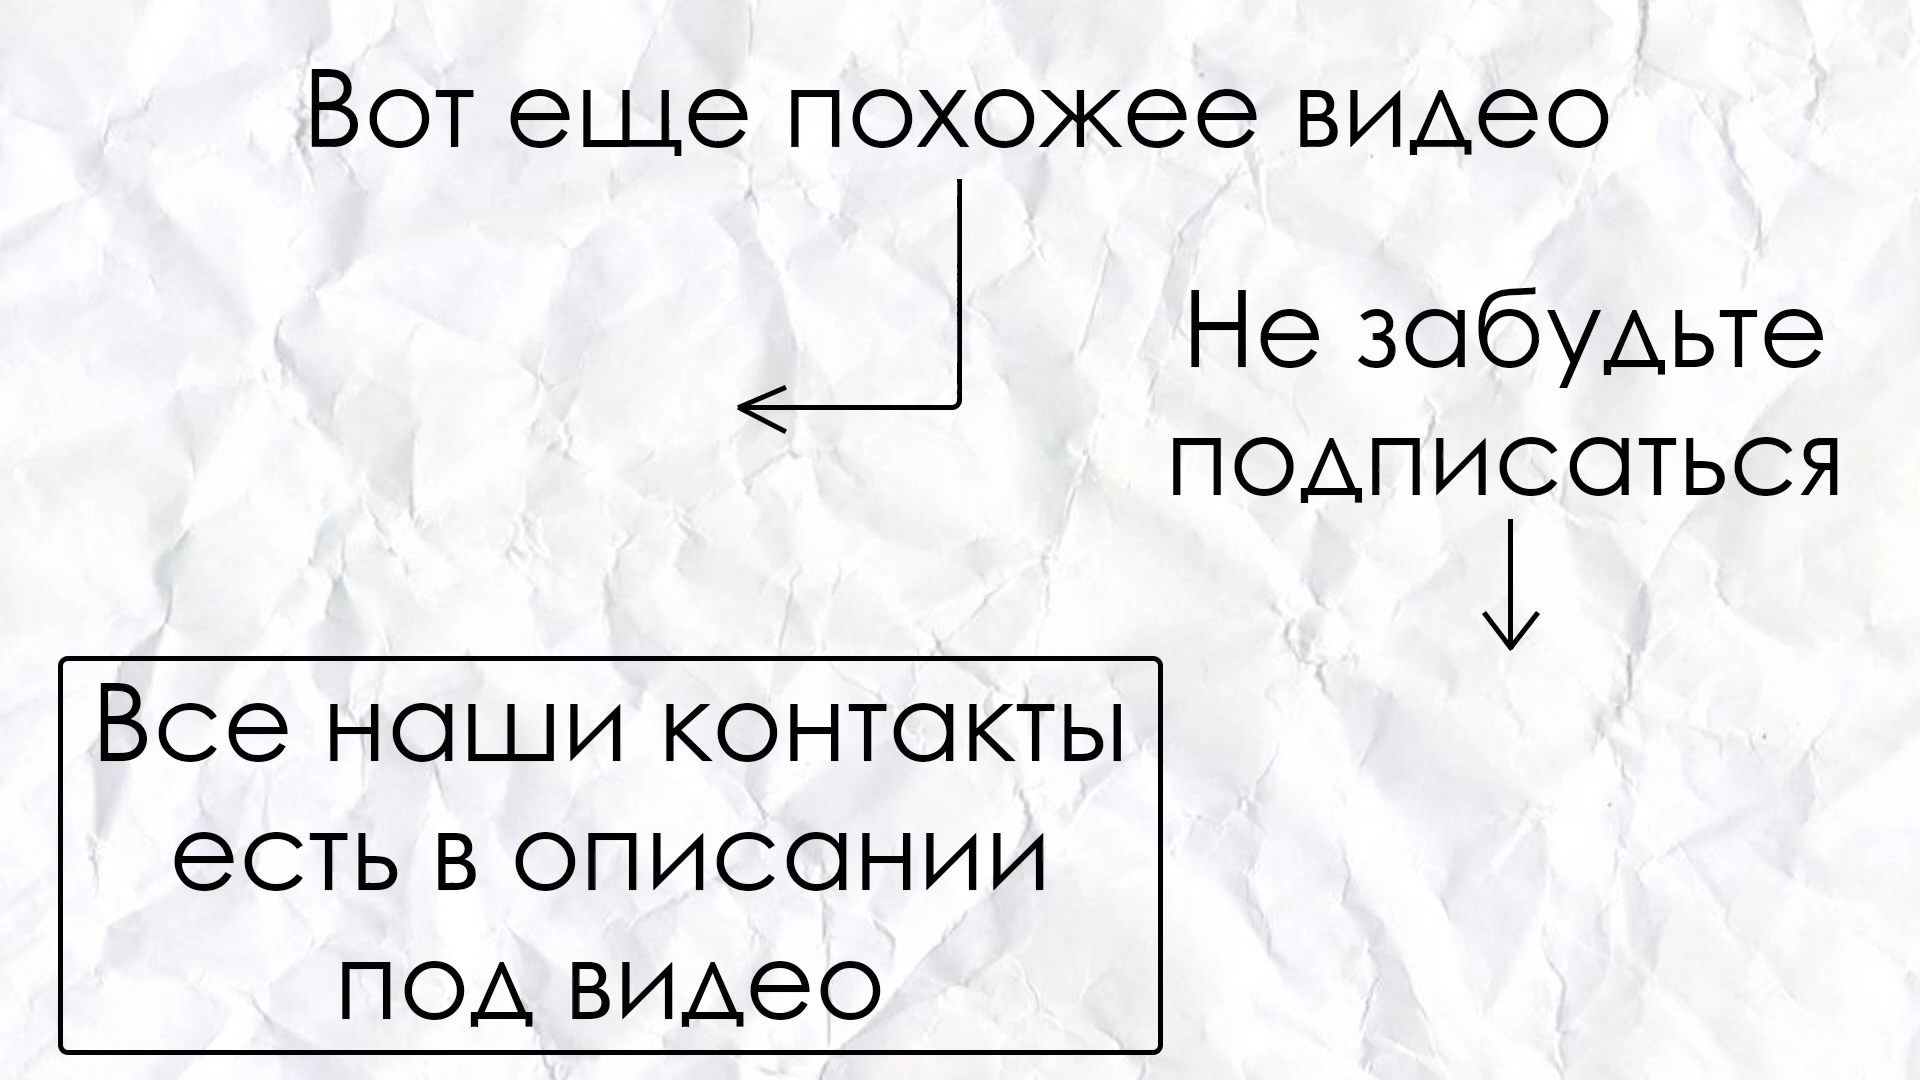 Вот еще похожее видео
Не забудьте
подписаться
Все наши контакты
есть в описании
под видео